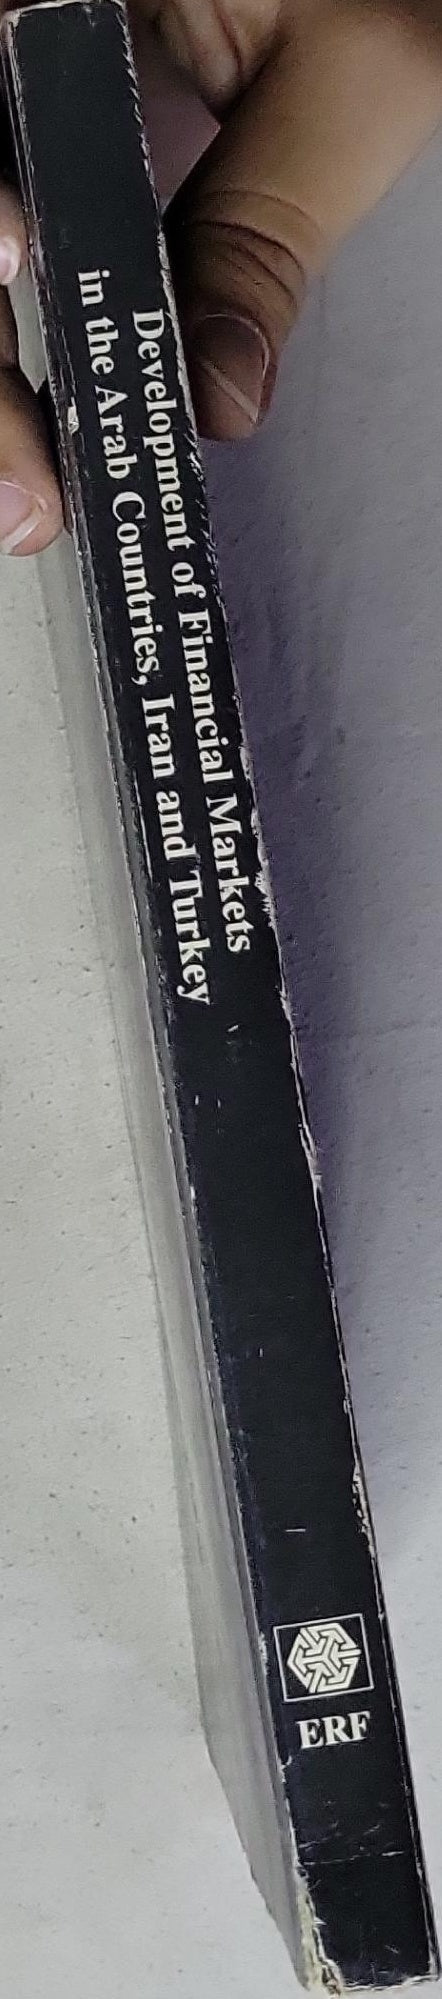 Development of Financial Markets
in the Arab Countries, Iran and Turkey
ERF